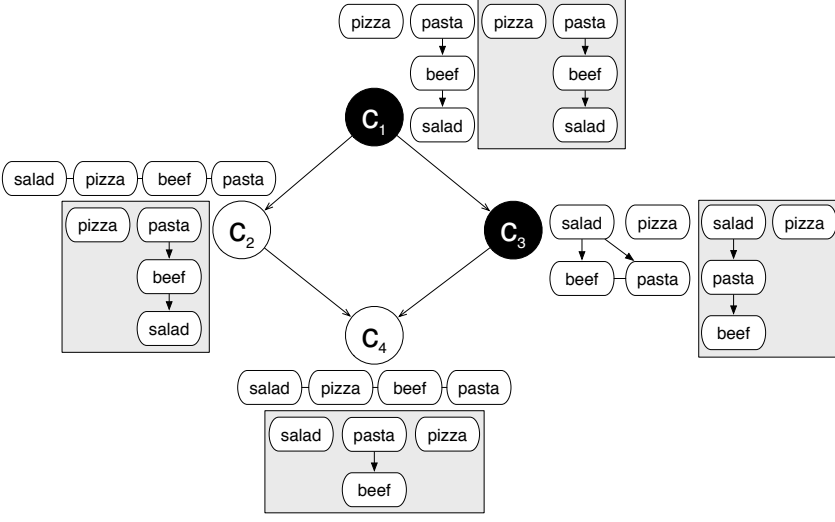 pizza pasta pizza pasta
beef beef
C₁ salad salad
salad pizza beef pasta
pizza pasta C₂ C₃ salad pizza salad pizza
beef beef pasta pasta
salad beef
C₄
salad pizza beef pasta
salad pasta pizza
beef